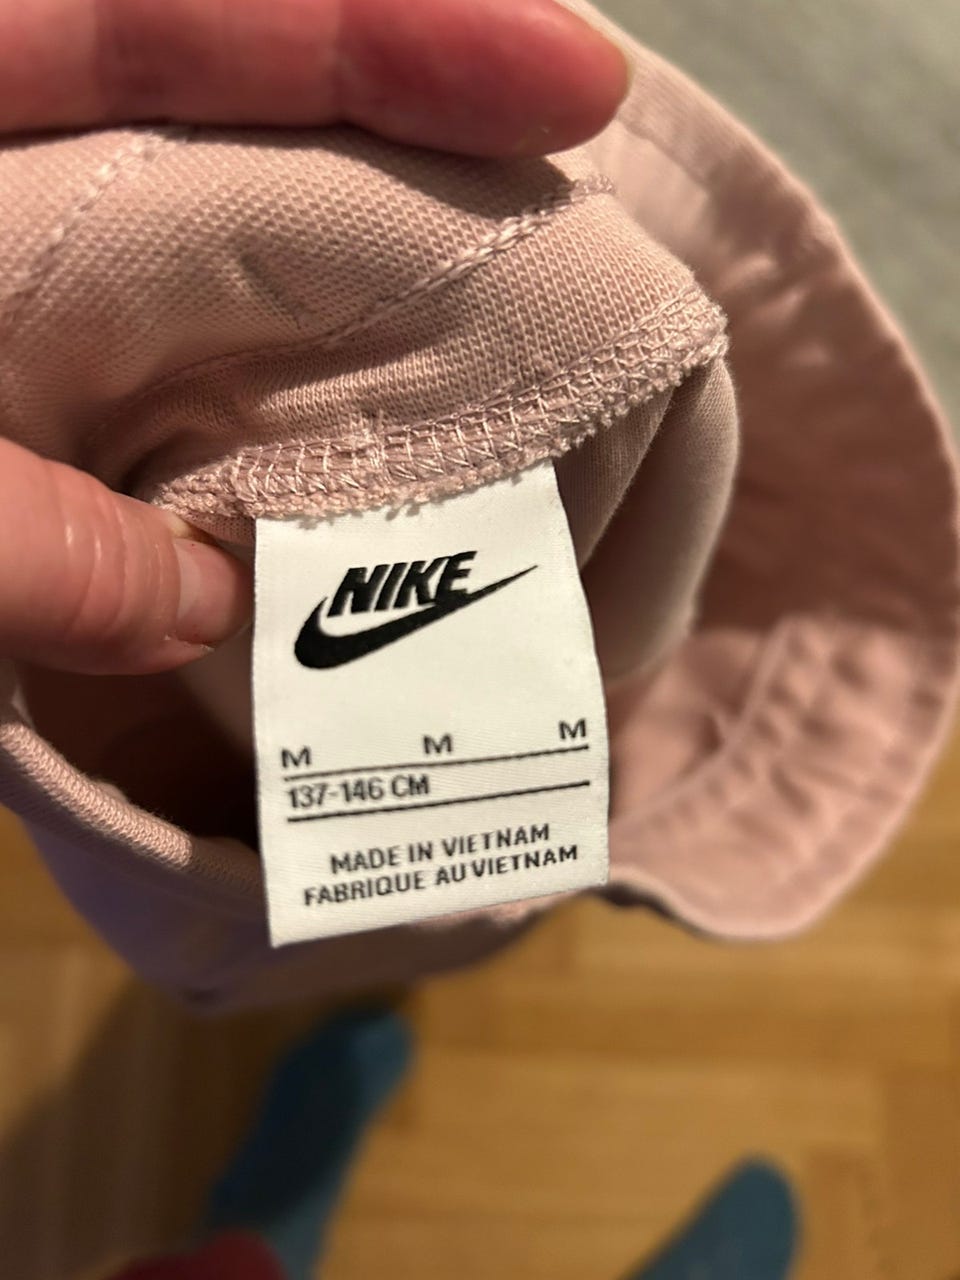 NIKE
M M M
137-146 CM
MADE IN VIETNAM
FABRIQUE AU VIETNAM